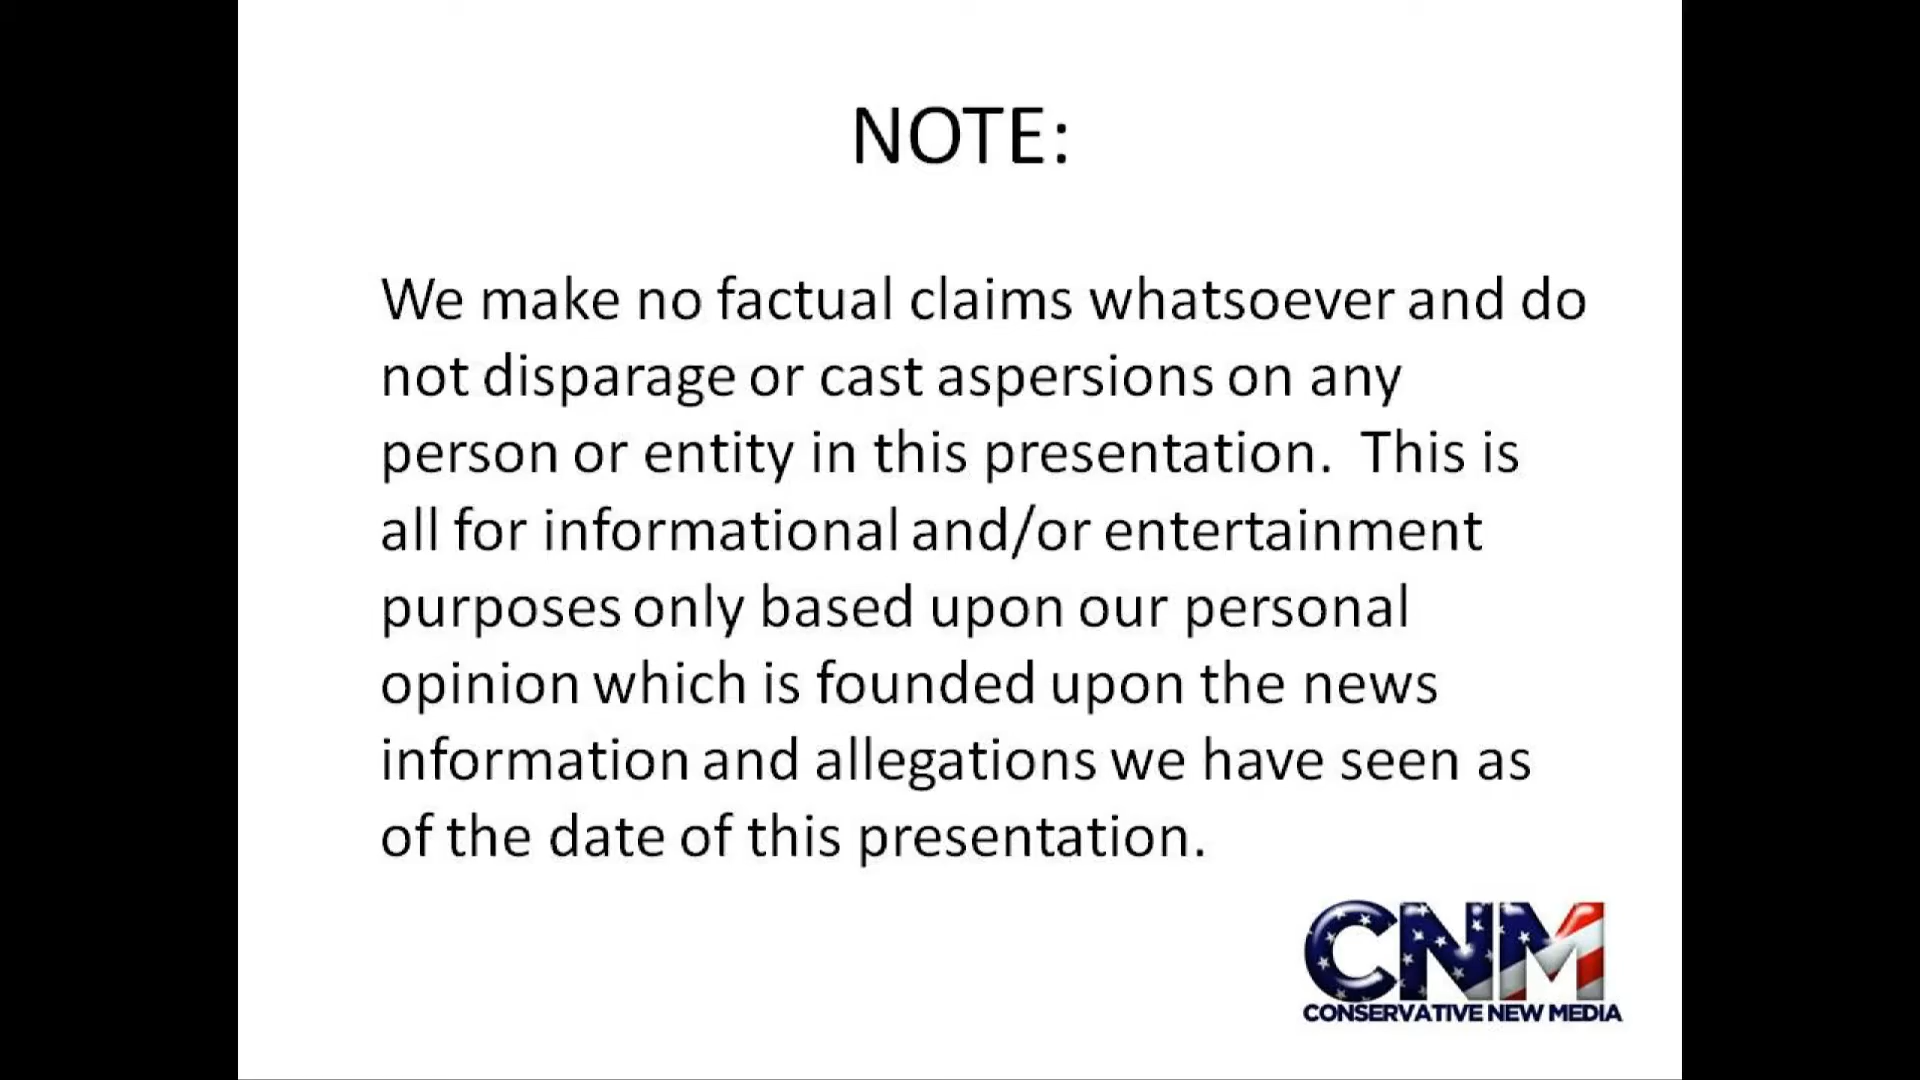 NOTE:
We make no factual claims whatsoever and do
not disparage or cast aspersions on any
person or entity in this presentation.  This is
all for informational and/or entertainment
purposes only based upon our personal
opinion which is founded upon the news
information and allegations we have seen as
of the date of this presentation.
CNM
CONSERVATIVE NEW MEDIA